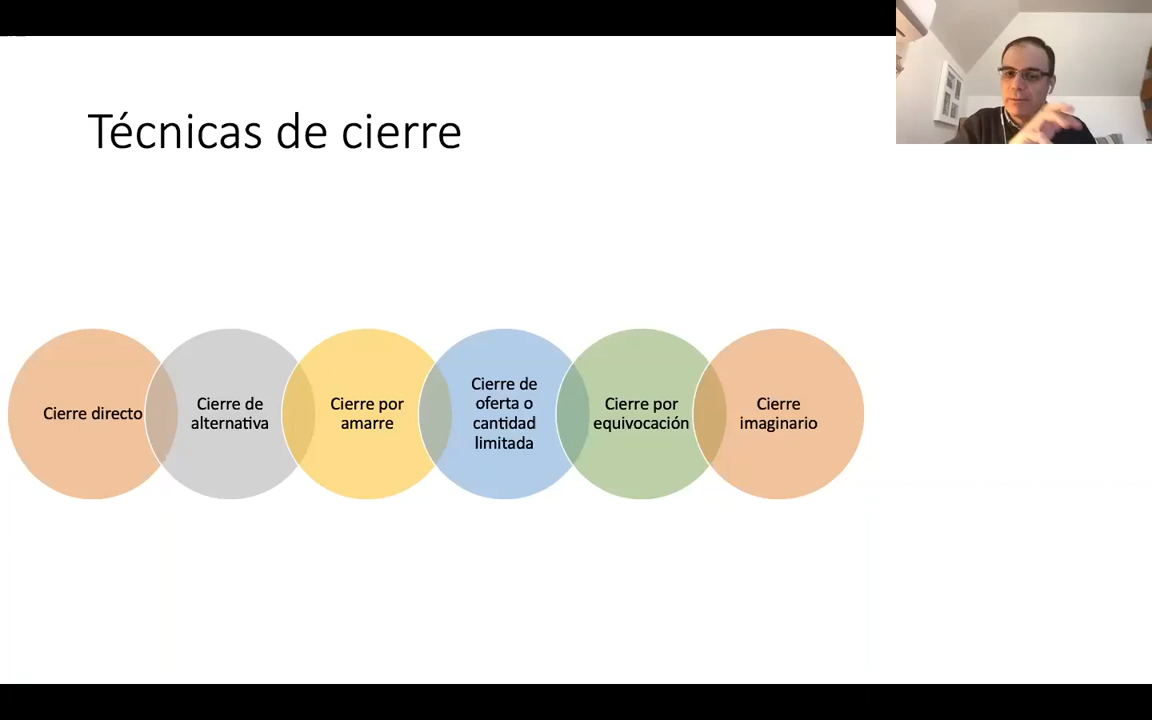 Técnicas de cierre
Cierre directo
Cierre de
alternativa
Cierre por
amarre
Cierre de
oferta o
cantidad
limitada
Cierre por
equivocación
Cierre
imaginario